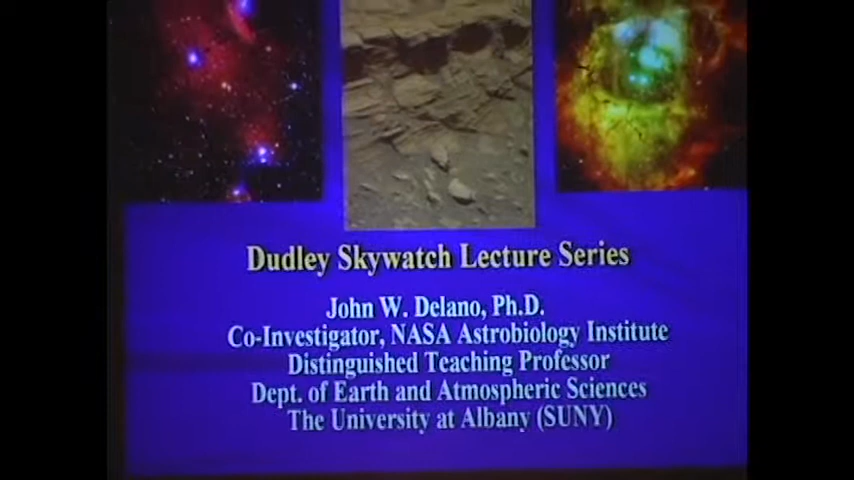 Dudley Skywatch Lecture Series
John W. Delano, Ph.D.
Co-Investigator, NASA Astrobiology Institute
Distinguished Teaching Professor
Dept. of Earth and Atmospheric Sciences
The University at Albany (SUNY)